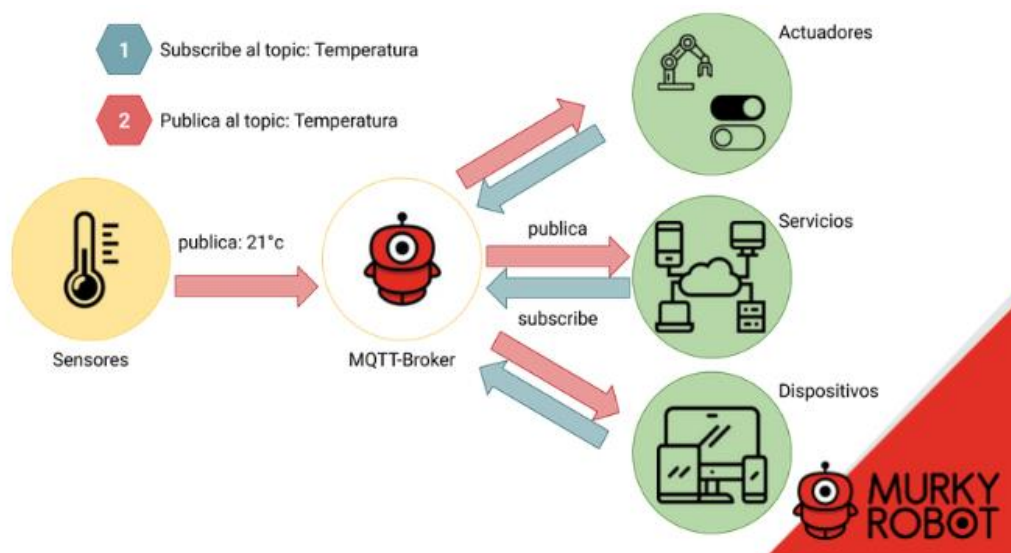 1 Subscribe al topic: Temperatura
2 Publica al topic: Temperatura
Actuadores
publica: 21°c
publica
Servicios
subscribe
Sensores
MQTT-Broker
Dispositivos
MURKY
ROBOT